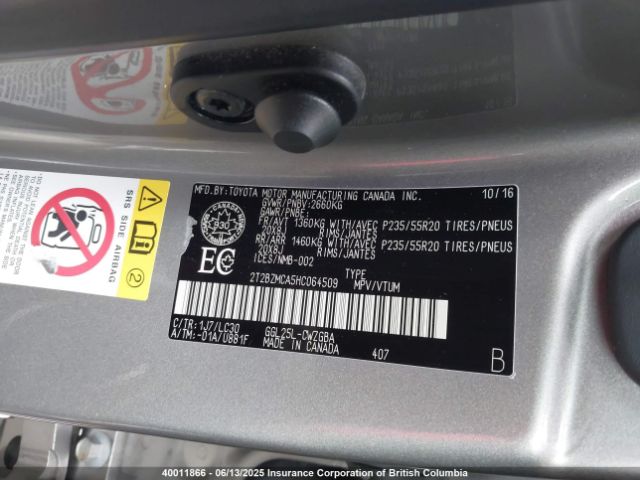 MFD.BY:TOYOTA MOTOR MANUFACTURING CANADA INC. 10/16
GVWR/PNBV:2660KG
GAWR/PNBE:
FRT/AVT 1360KG WITH/AVEC P235/55R20 TIRES/PNEUS
20X8J RIMS/JANTES
RR/ARR 1460KG WITH/AVEC P235/55R20 TIRES/PNEUS
20X8J RIMS/JANTES
ICES/NMB-002
EC
2T2BZMCA5HC064509 TYPE
MPV/VTUM
C/TR:1J7/LC30 GGL25L-CWZGBA
A/TM:-01A/U881F MADE IN CANADA 407
B
SRS SIDE AIRBAG
40011866 - 06/13/2025 Insurance Corporation of British Columbia